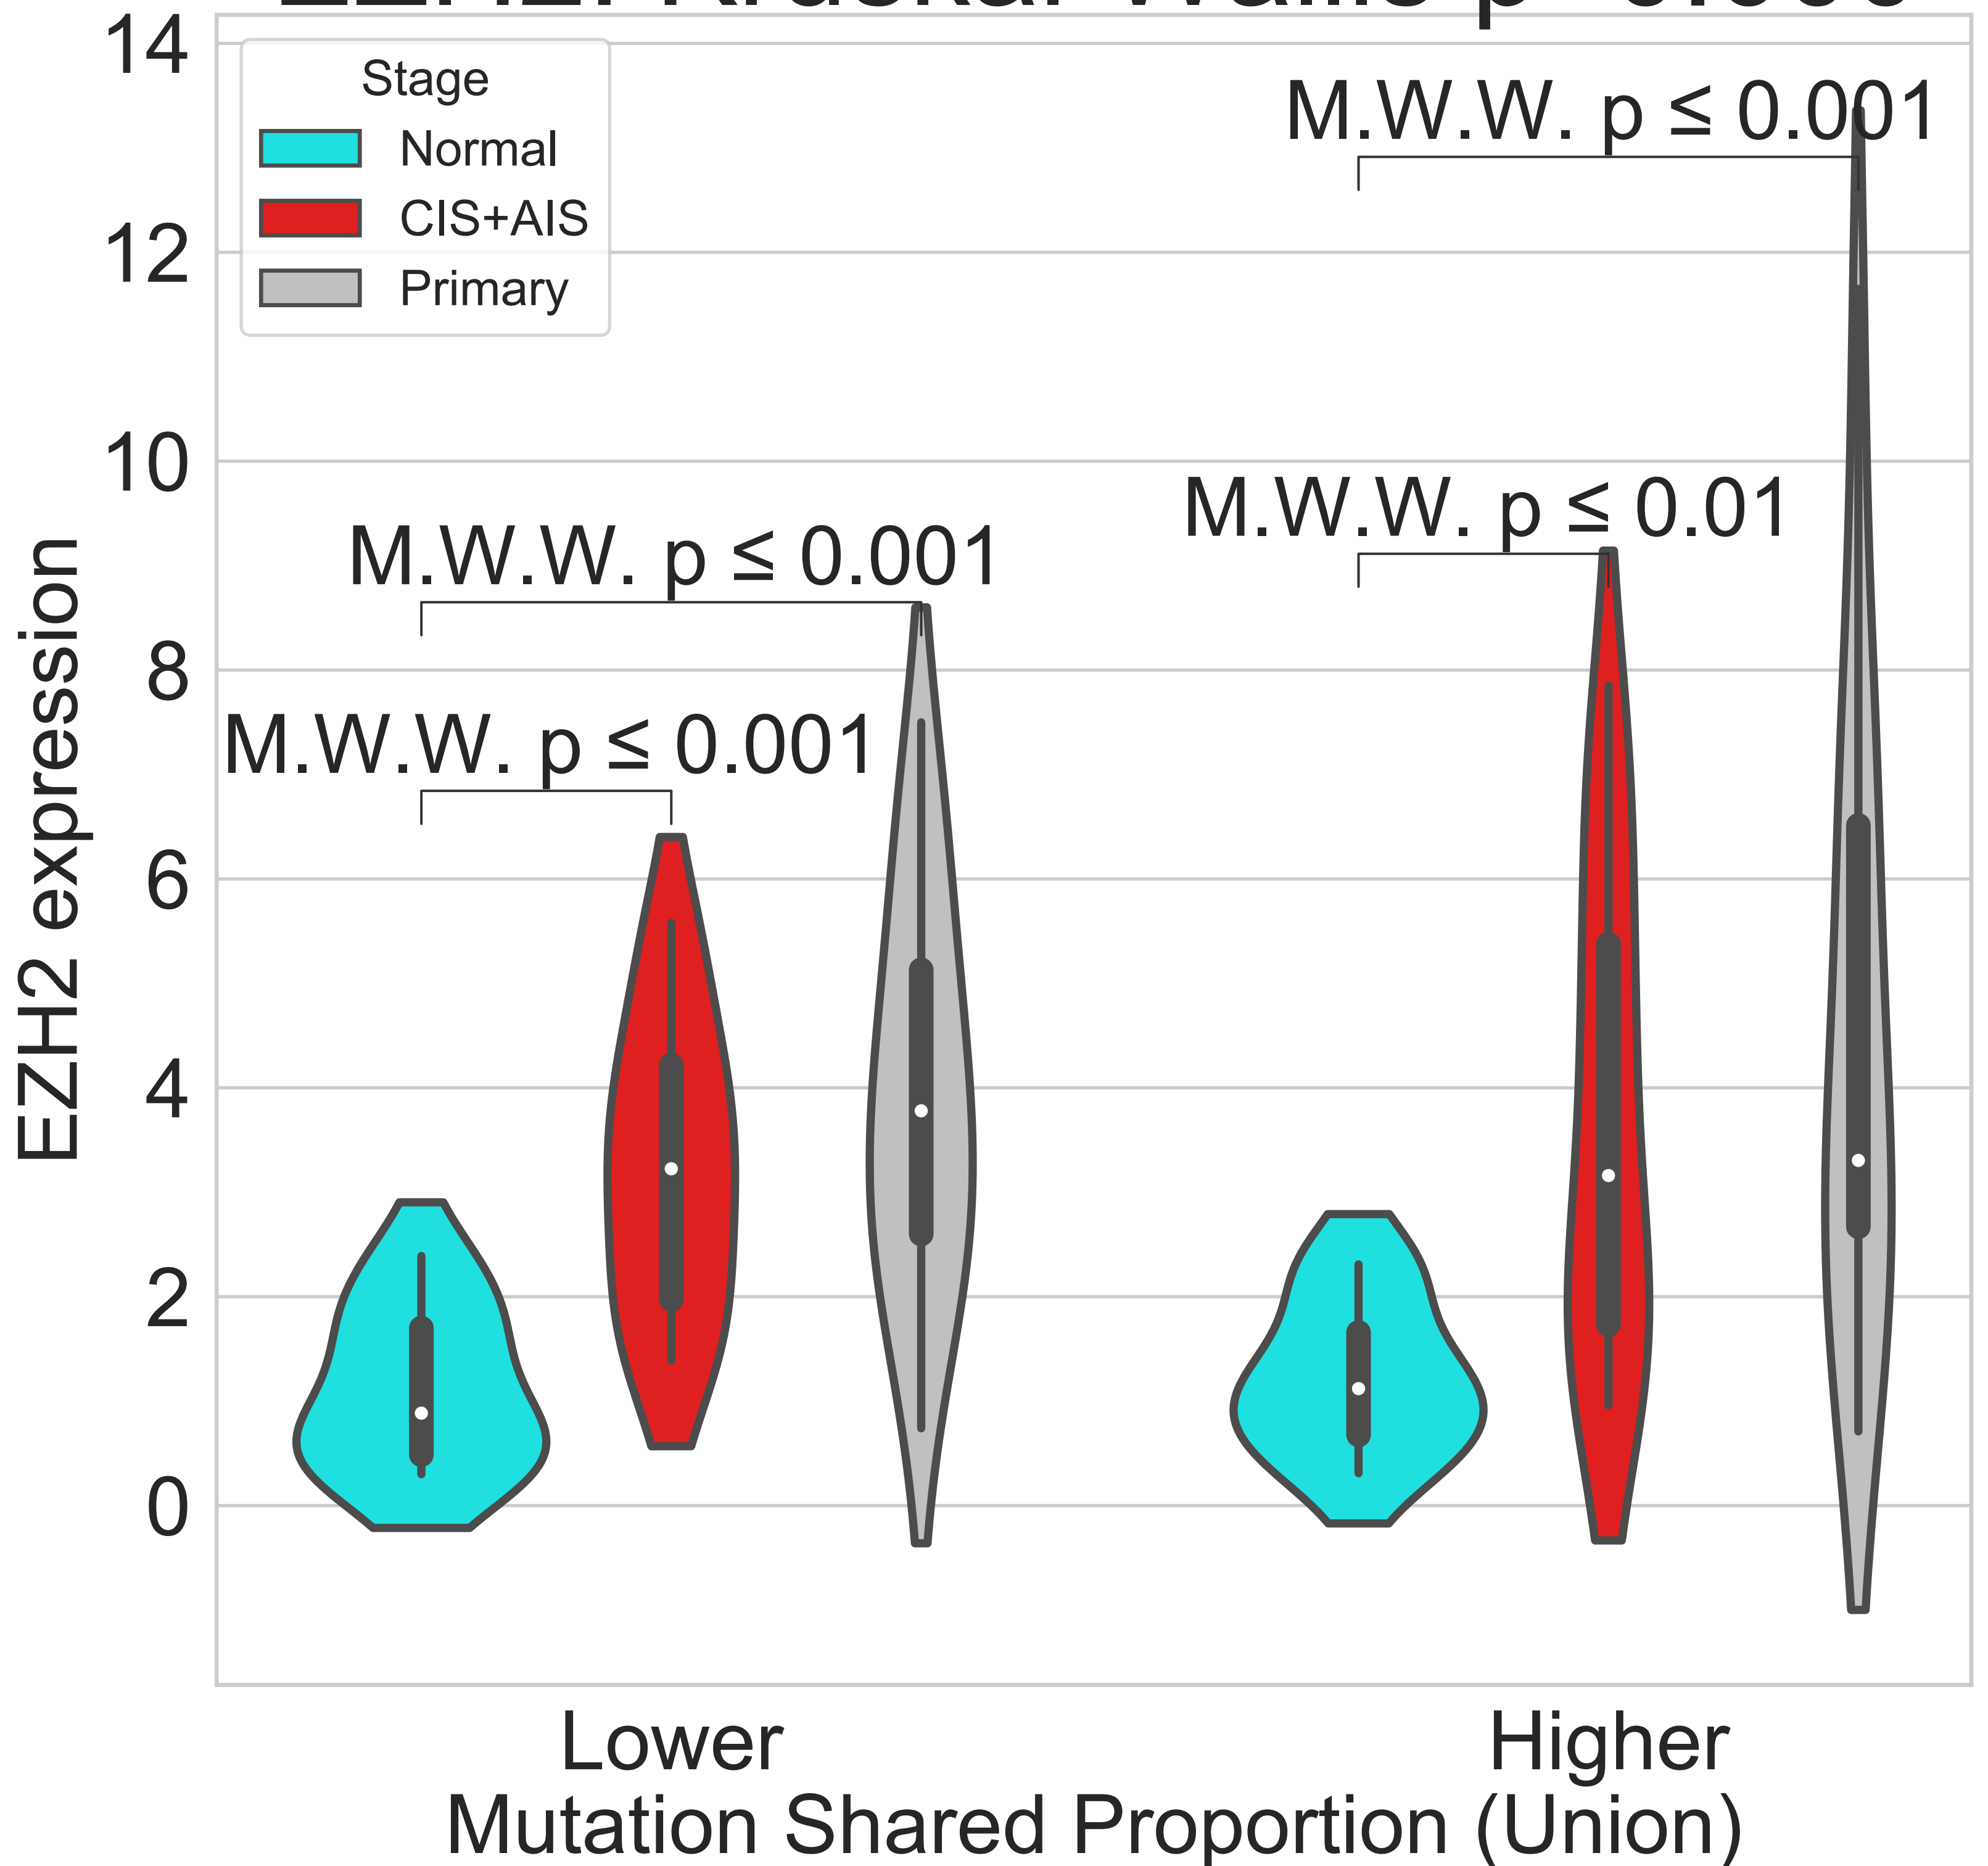 14
12
10
8
6
4
2
0
EZH2 expression
Stage
Normal
CIS+AIS
Primary
M.W.W. p ≤ 0.001
M.W.W. p ≤ 0.01
M.W.W. p ≤ 0.001
M.W.W. p ≤ 0.001
Lower
Higher
Mutation Shared Proportion (Union)